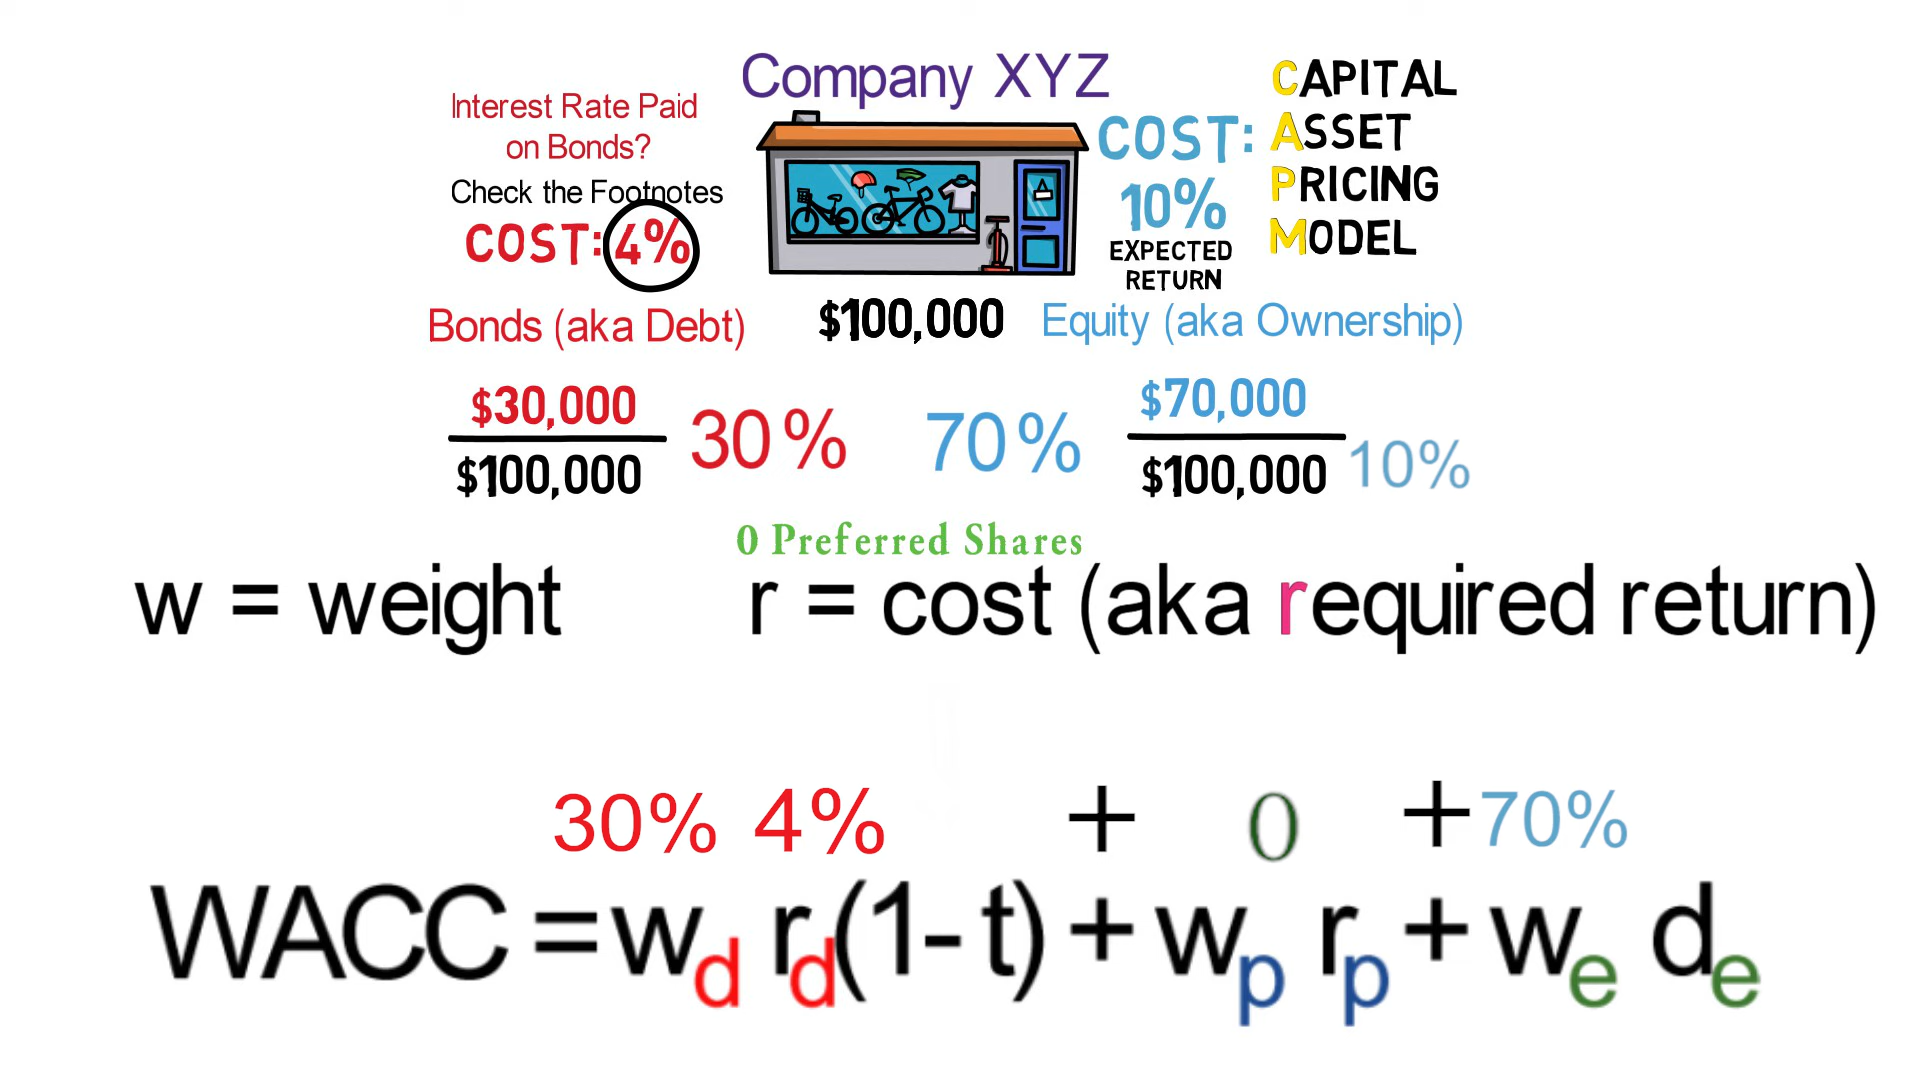 Company XYZ
Interest Rate Paid
on Bonds?
Check the Footnotes
COST: 4%
Bonds (aka Debt)
$100,000
COST:
10%
EXPECTED
RETURN
CAPITAL
ASSET
PRICING
MODEL
Equity (aka Ownership)
$30,000
$100,000
30%
70%
$70,000
$100,000
10%
0 Preferred Shares
w = weight
r = cost (aka required return)
30% 4% + 0 + 70%
WACC = wd rd(1- t) + wp rp + we de